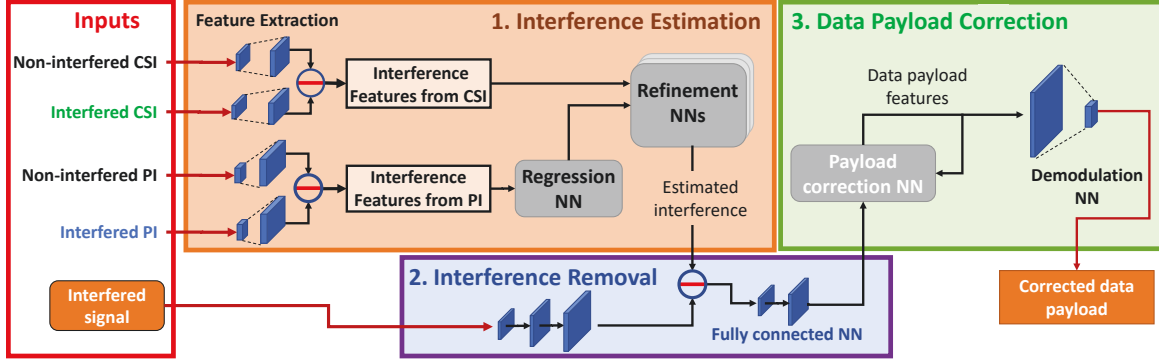 Inputs
Non-interfered CSI
Interfered CSI
Non-interfered PI
Interfered PI
Interfered
signal
1. Interference Estimation
Feature Extraction
Interference
Features from CSI
Interference
Features from PI
Regression
NN
Refinement
NNs
Estimated
interference
2. Interference Removal
Fully connected NN
3. Data Payload Correction
Data payload
features
Payload
correction NN
Demodulation
NN
Corrected data
payload